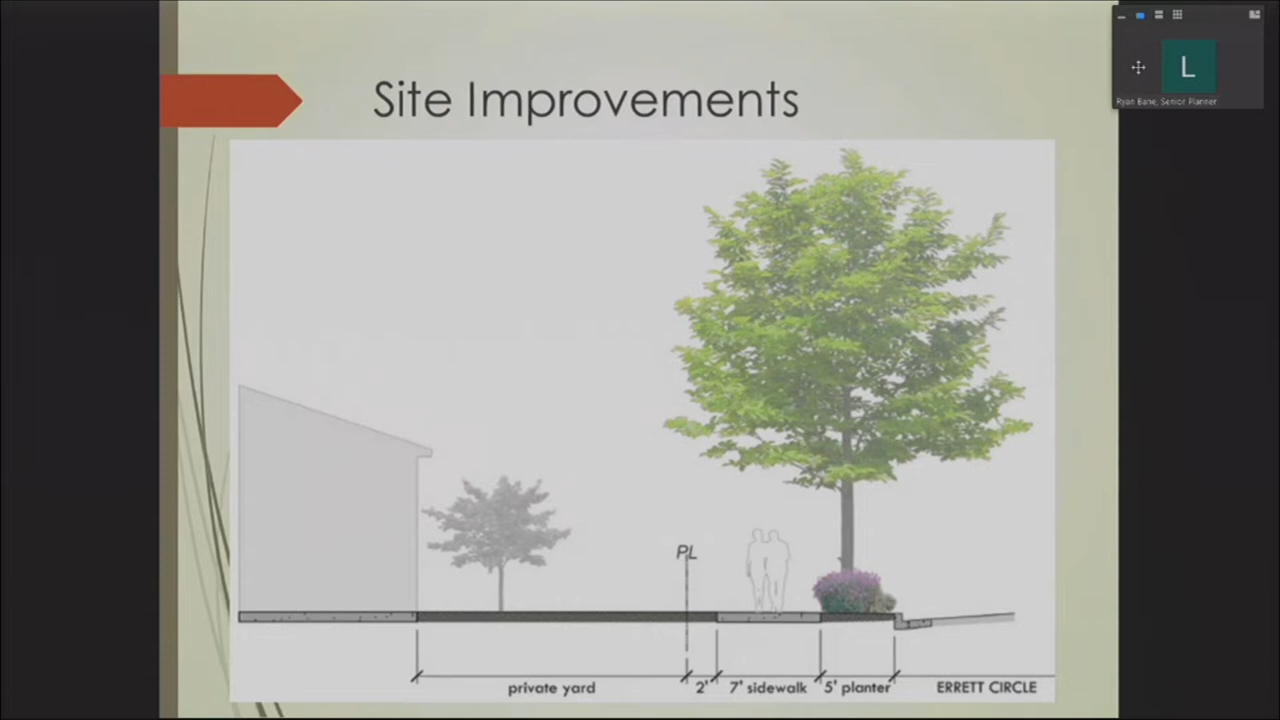 Site Improvements
L
Ryan Bane, Senior Planner
PL
private yard
2'
7' sidewalk
5' planter
ERRETT CIRCLE